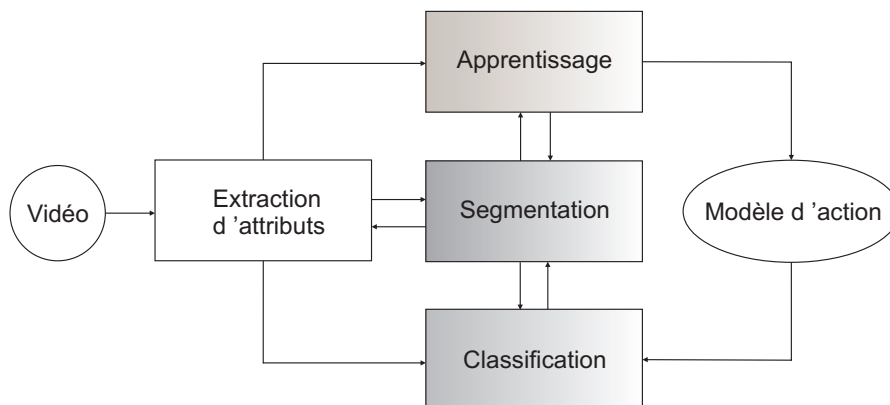 Apprentissage
Vidéo
Extraction
d ’attributs
Segmentation
Modèle d ’action
Classification